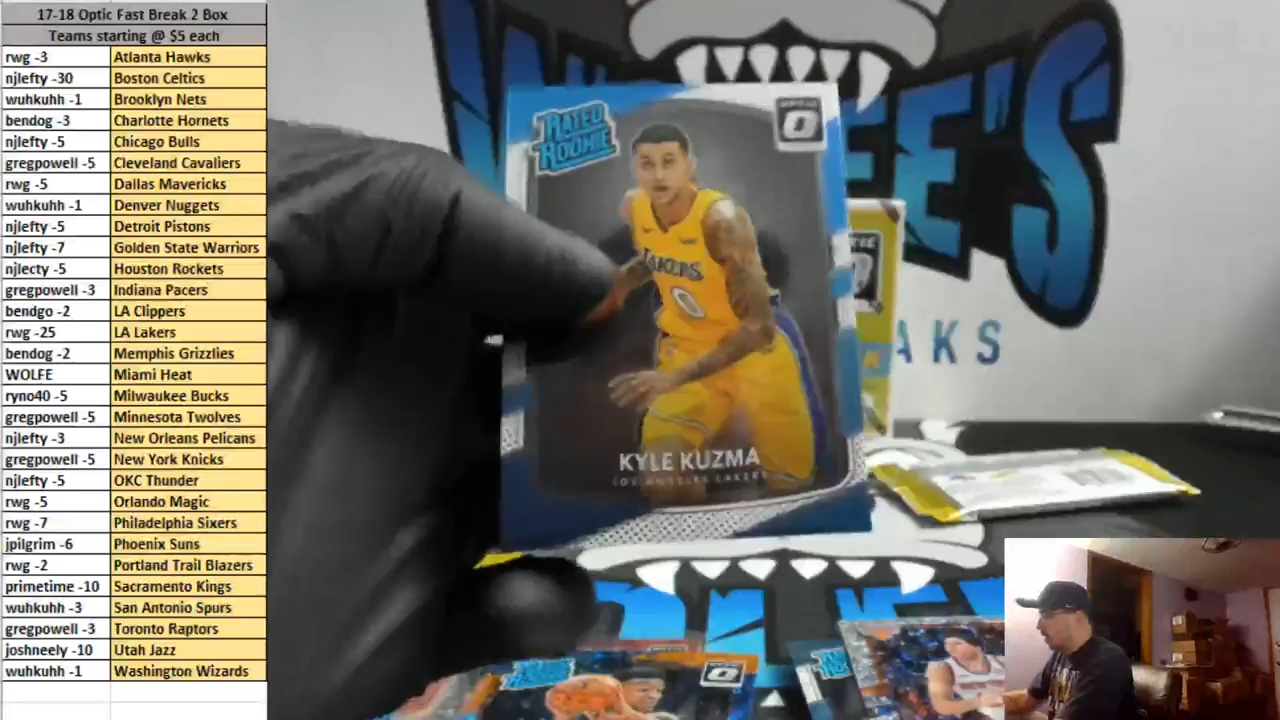 17-18 Optic Fast Break 2 Box
Teams starting @ $5 each
rwg -3 Atlanta Hawks
njlefty -30 Boston Celtics
wuhkuhh -1 Brooklyn Nets
bendog -3 Charlotte Hornets
njlefty -5 Chicago Bulls
gregpowell -5 Cleveland Cavaliers
rwg -5 Dallas Mavericks
wuhkuhh -1 Denver Nuggets
njlefty -5 Detroit Pistons
njlefty -7 Golden State Warriors
njlecty -5 Houston Rockets
gregpowell -3 Indiana Pacers
bendgo -2 LA Clippers
rwg -25 LA Lakers
bendog -2 Memphis Grizzlies
WOLFE Miami Heat
ryno40 -5 Milwaukee Bucks
gregpowell -5 Minnesota Twolves
njlefty -3 New Orleans Pelicans
gregpowell -5 New York Knicks
njlefty -5 OKC Thunder
rwg -5 Orlando Magic
rwg -7 Philadelphia Sixers
jpilgrim -6 Phoenix Suns
rwg -2 Portland Trail Blazers
primetime -10 Sacramento Kings
wuhkuhh -3 San Antonio Spurs
gregpowell -3 Toronto Raptors
joshneely -10 Utah Jazz
wuhkuhh -1 Washington Wizards
RATED
ROOKIE
OPTIC
LAKERS
0
KYLE KUZMA
LOS ANGELES LAKERS
EE'S
AKS